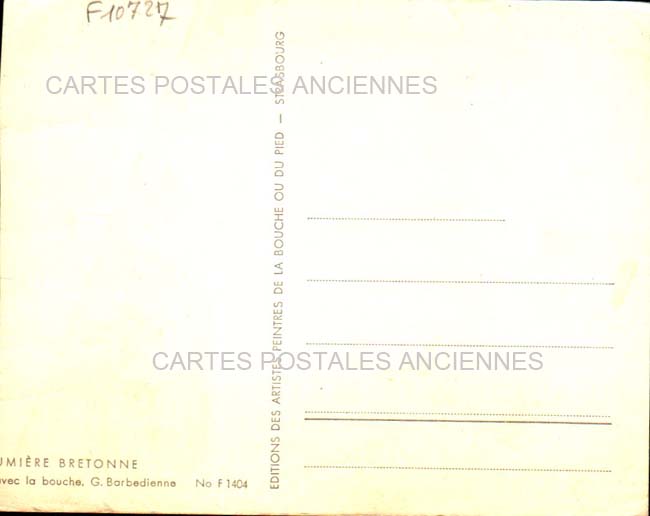 F10727
CARTES POSTALES ANCIENNES
EDITIONS DES ARTISTES PEINTRES DE LA BOUCHE OU DU PIED – STRASBOURG
CARTES POSTALES ANCIENNES
UMIÈRE BRETONNE
avec la bouche. G. Barbedienne No F 1404